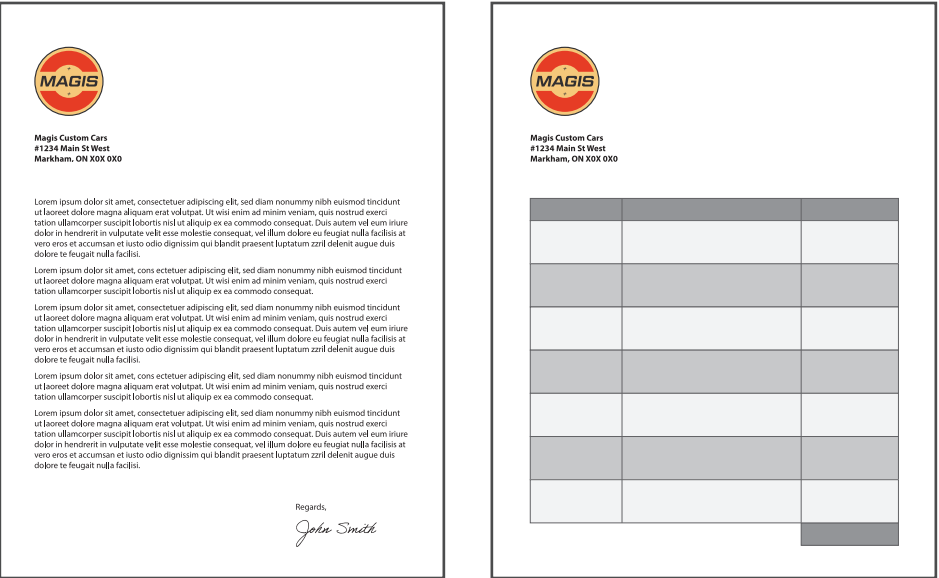 MAGIS
Magis Custom Cars
#1234 Main St West
Markham, ON X0X 0X0
Lorem ipsum dolor sit amet, consectetuer adipiscing elit, sed diam nonummy nibh euismod tincidunt
ut laoreet dolore magna aliquam erat volutpat. Ut wisi enim ad minim veniam, quis nostrud exerci
tation ullamcorper suscipit lobortis nisl ut aliquip ex ea commodo consequat. Duis autem vel eum iriure
dolor in hendrerit in vulputate velit esse molestie consequat, vel illum dolore eu feugiat nulla facilisis at
vero eros et accumsan et iusto odio dignissim qui blandit praesent luptatum zzril delenit augue duis
dolore te feugait nulla facilisi.
Lorem ipsum dolor sit amet, cons ectetuer adipiscing elit, sed diam nonummy nibh euismod tincidunt
ut laoreet dolore magna aliquam erat volutpat. Ut wisi enim ad minim veniam, quis nostrud exerci
tation ullamcorper suscipit lobortis nisl ut aliquip ex ea commodo consequat.
Lorem ipsum dolor sit amet, consectetuer adipiscing elit, sed diam nonummy nibh euismod tincidunt
ut laoreet dolore magna aliquam erat volutpat. Ut wisi enim ad minim veniam, quis nostrud exerci
tation ullamcorper suscipit lobortis nisl ut aliquip ex ea commodo consequat. Duis autem vel eum iriure
dolor in hendrerit in vulputate velit esse molestie consequat, vel illum dolore eu feugiat nulla facilisis at
vero eros et accumsan et iusto odio dignissim qui blandit praesent luptatum zzril delenit augue duis
dolore te feugait nulla facilisi.
Lorem ipsum dolor sit amet, cons ectetuer adipiscing elit, sed diam nonummy nibh euismod tincidunt
ut laoreet dolore magna aliquam erat volutpat. Ut wisi enim ad minim veniam, quis nostrud exerci
tation ullamcorper suscipit lobortis nisl ut aliquip ex ea commodo consequat.
Lorem ipsum dolor sit amet, consectetuer adipiscing elit, sed diam nonummy nibh euismod tincidunt
ut laoreet dolore magna aliquam erat volutpat. Ut wisi enim ad minim veniam, quis nostrud exerci
tation ullamcorper suscipit lobortis nisl ut aliquip ex ea commodo consequat. Duis autem vel eum iriure
dolor in hendrerit in vulputate velit esse molestie consequat, vel illum dolore eu feugiat nulla facilisis at
vero eros et accumsan et iusto odio dignissim qui blandit praesent luptatum zzril delenit augue duis
dolore te feugait nulla facilisi.
Regards,
John Smith
MAGIS
Magis Custom Cars
#1234 Main St West
Markham, ON X0X 0X0